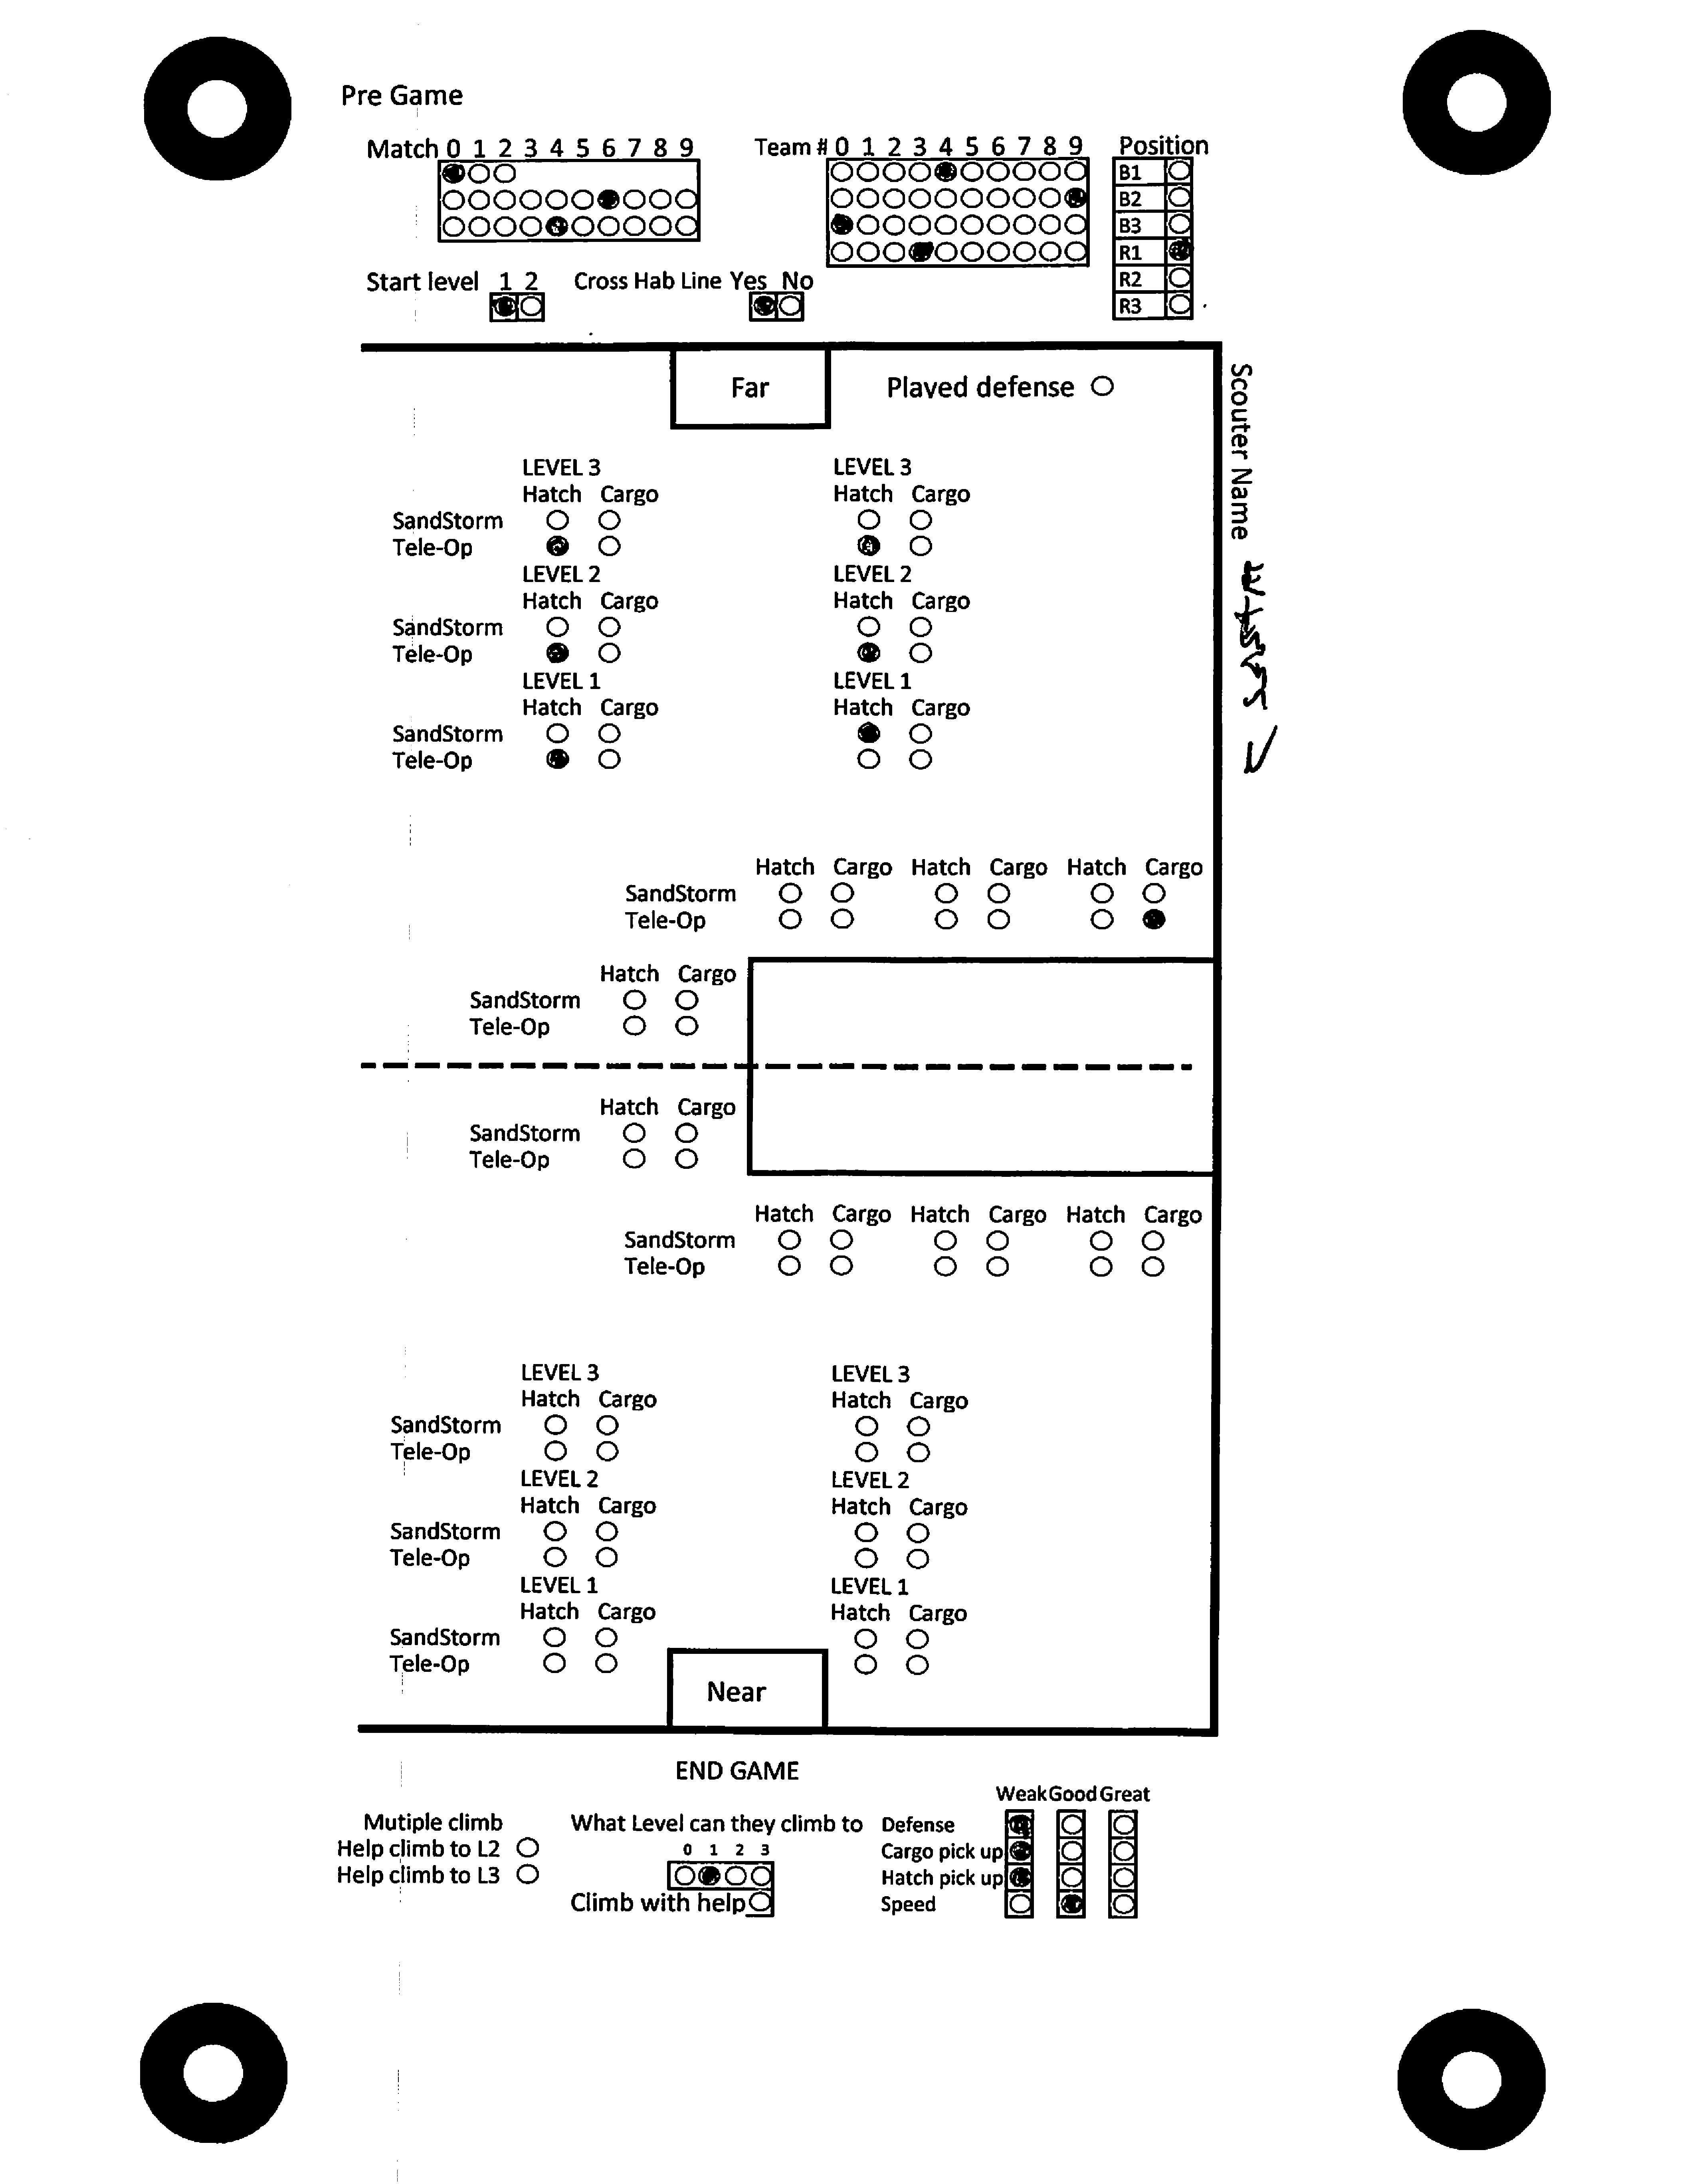 Pre Game
Match 0 1 2 3 4 5 6 7 8 9
Team # 0 1 2 3 4 5 6 7 8 9
Position
B1
B2
B3
R1
R2
R3
Start level 1 2
Cross Hab Line Yes No
Far
Played defense
Scouter Name
LEVEL 3 LEVEL 3
Hatch Cargo Hatch Cargo
SandStorm
Tele-Op
LEVEL 2 LEVEL 2
Hatch Cargo Hatch Cargo
SandStorm
Tele-Op
LEVEL 1 LEVEL 1
Hatch Cargo Hatch Cargo
SandStorm
Tele-Op
Hatch Cargo Hatch Cargo Hatch Cargo
SandStorm
Tele-Op
Hatch Cargo
SandStorm
Tele-Op
Hatch Cargo
SandStorm
Tele-Op
Hatch Cargo Hatch Cargo Hatch Cargo
SandStorm
Tele-Op
LEVEL 3 LEVEL 3
Hatch Cargo Hatch Cargo
SandStorm
Tele-Op
LEVEL 2 LEVEL 2
Hatch Cargo Hatch Cargo
SandStorm
Tele-Op
LEVEL 1 LEVEL 1
Hatch Cargo Hatch Cargo
SandStorm
Tele-Op
Near
END GAME
Mutiple climb
Help climb to L2
Help climb to L3
What Level can they climb to
0 1 2 3
Climb with help
Weak Good Great
Defense
Cargo pick up
Hatch pick up
Speed